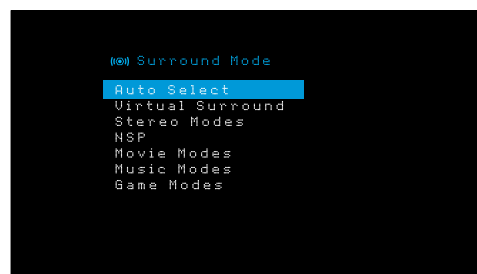 Surround Mode
Auto Select
Virtual Surround
Stereo Modes
NSP
Movie Modes
Music Modes
Game Modes